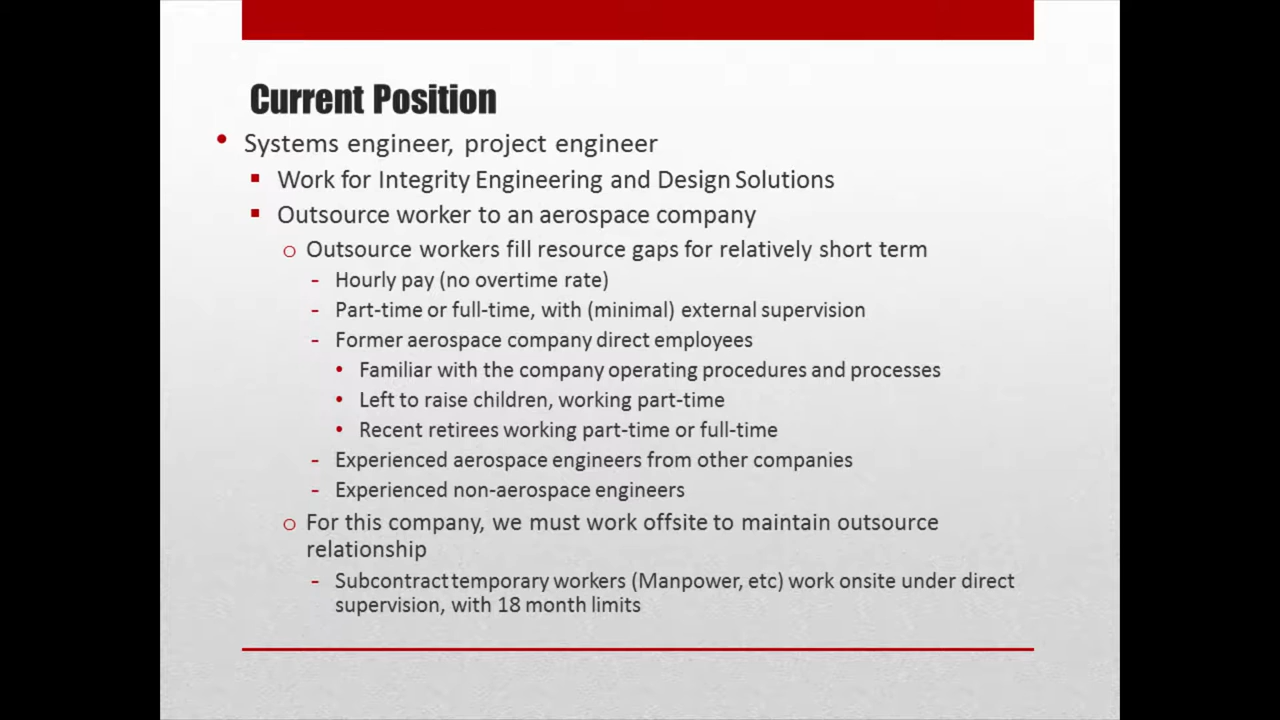 Current Position
• Systems engineer, project engineer
▪ Work for Integrity Engineering and Design Solutions
▪ Outsource worker to an aerospace company
o Outsource workers fill resource gaps for relatively short term
- Hourly pay (no overtime rate)
- Part-time or full-time, with (minimal) external supervision
- Former aerospace company direct employees
• Familiar with the company operating procedures and processes
• Left to raise children, working part-time
• Recent retirees working part-time or full-time
- Experienced aerospace engineers from other companies
- Experienced non-aerospace engineers
o For this company, we must work offsite to maintain outsource
relationship
- Subcontract temporary workers (Manpower, etc) work onsite under direct
supervision, with 18 month limits